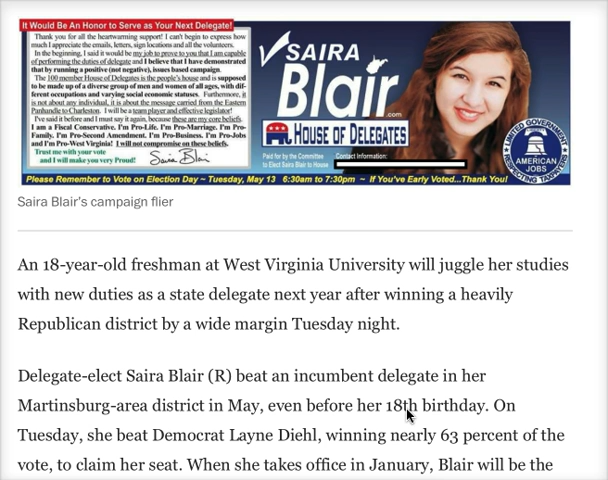 It Would Be An Honor to Serve as Your Next Delegate!
Thank you for all the heartwarming support! I can't begin to express how
much I appreciate the emails, letters, sign locations and all the volunteers.
In the beginning, I said it would be my job to prove to you that I am capable
of performing the duties of delegate and I believe that I have demonstrated
that by running a positive (not negative), issues based campaign.
The 100 member House of Delegates is the people's house and is supposed
to be made up of a diverse group of men and women of all ages, with dif-
ferent occupations and varying social economic statuses. Furthermore, it
is not about any individual, it is about the message carried from the Eastern
Panhandle to Charleston. I will be a team player and effective legislator!
I've said it before and I must say it again, because these are my core beliefs.
I am a Fiscal Conservative. I'm Pro-Life. I'm Pro-Marriage. I'm Pro-
Family. I'm Pro-Second Amendment. I'm Pro-Business. I'm Pro-Jobs
and I'm Pro-West Virginia! I will not compromise on these beliefs.
Trust me with your vote
and I will make you very Proud!
Saira Blair
SAIRA
Blair
.com
HOUSE OF DELEGATES
Paid for by the Committee
to Elect Saira Blair to House
Contact Information:
LIMITED GOVERNMENT
AMERICAN
JOBS
RESPECTING TAXPAYERS
Please Remember to Vote on Election Day ~ Tuesday, May 13 6:30am to 7:30pm ~ If You've Early Voted...Thank You!
Saira Blair's campaign flier
An 18-year-old freshman at West Virginia University will juggle her studies
with new duties as a state delegate next year after winning a heavily
Republican district by a wide margin Tuesday night.
Delegate-elect Saira Blair (R) beat an incumbent delegate in her
Martinsburg-area district in May, even before her 18th birthday. On
Tuesday, she beat Democrat Layne Diehl, winning nearly 63 percent of the
vote, to claim her seat. When she takes office in January, Blair will be the